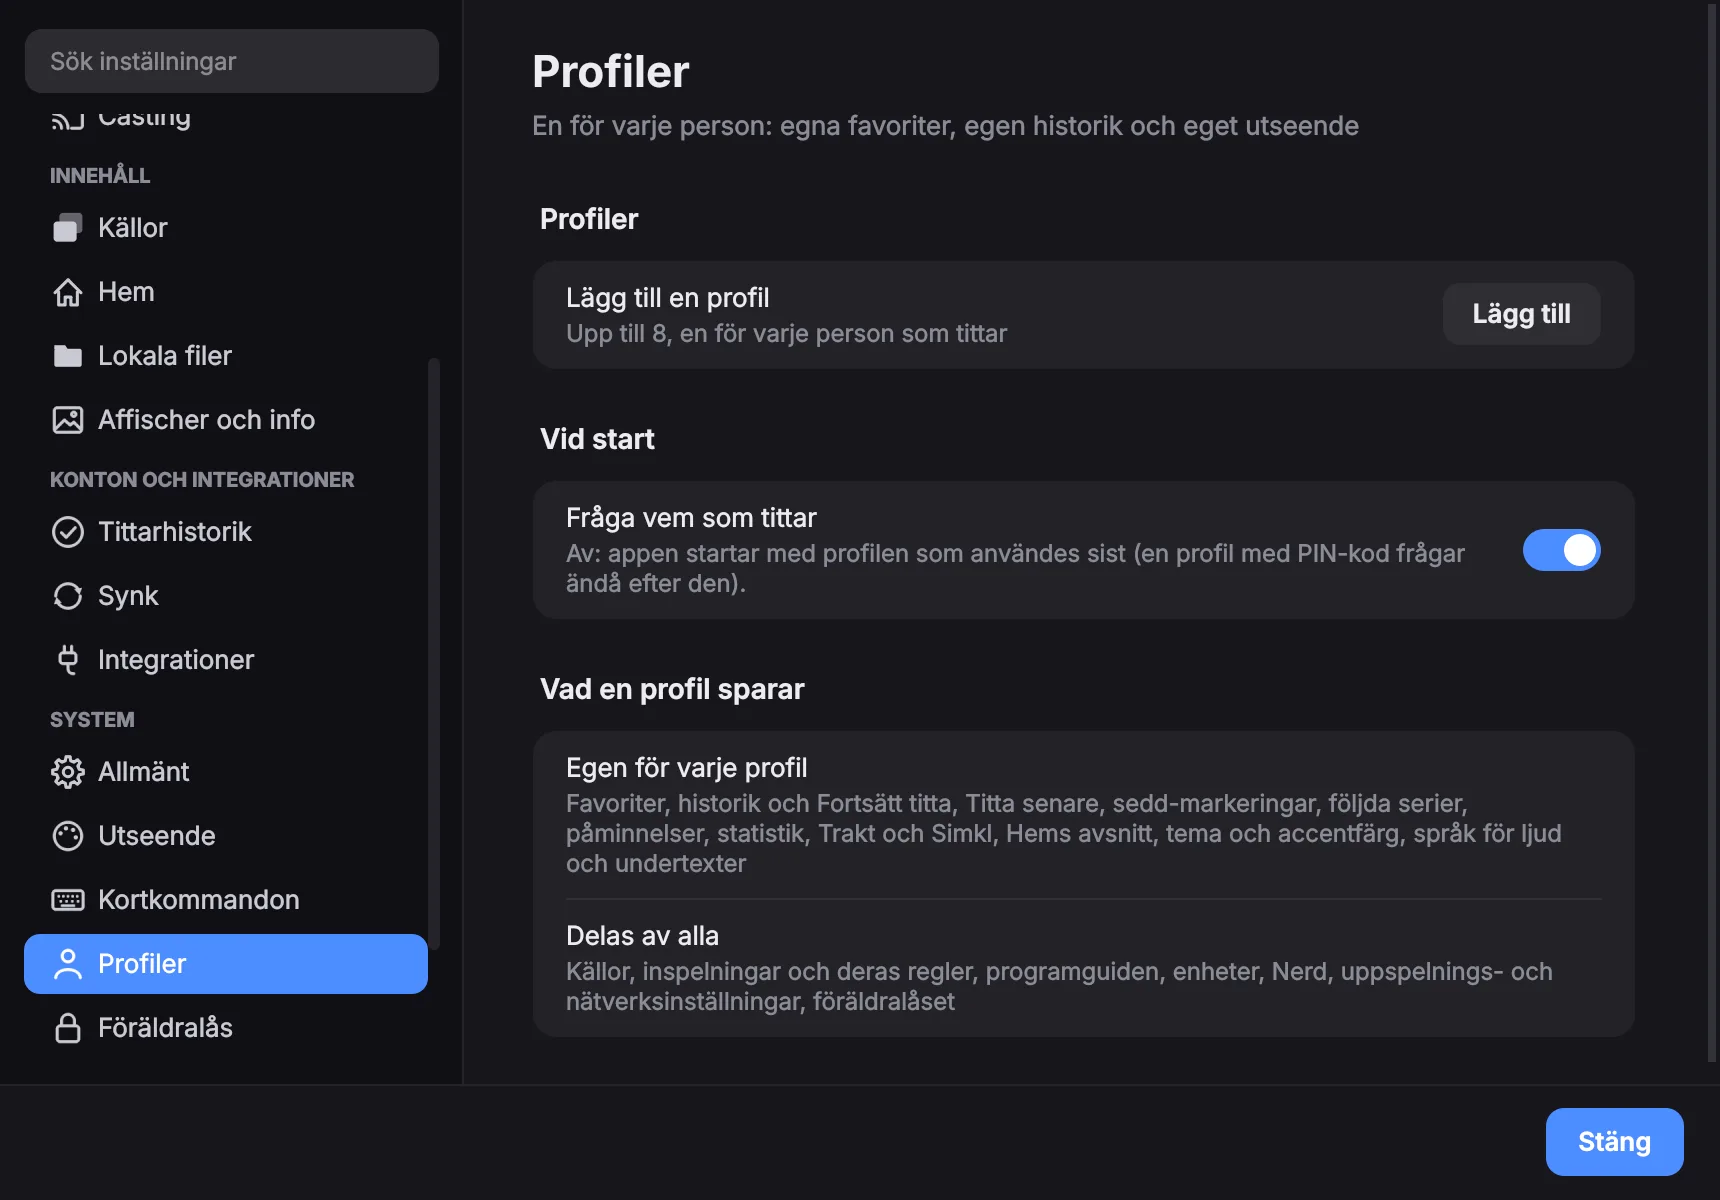 Sök inställningar
Casting
INNEHÅLL
Källor
Hem
Lokala filer
Affischer och info
KONTON OCH INTEGRATIONER
Tittarhistorik
Synk
Integrationer
SYSTEM
Allmänt
Utseende
Kortkommandon
Profiler
Föräldralås
Profiler
En för varje person: egna favoriter, egen historik och eget utseende
Profiler
Lägg till en profil
Upp till 8, en för varje person som tittar
Lägg till
Vid start
Fråga vem som tittar
Av: appen startar med profilen som användes sist (en profil med PIN-kod frågar
ändå efter den).
Vad en profil sparar
Egen för varje profil
Favoriter, historik och Fortsätt titta, Titta senare, sedd-markeringar, följda serier,
påminnelser, statistik, Trakt och Simkl, Hems avsnitt, tema och accentfärg, språk för ljud
och undertexter
Delas av alla
Källor, inspelningar och deras regler, programguiden, enheter, Nerd, uppspelnings- och
nätverksinställningar, föräldralåset
Stäng